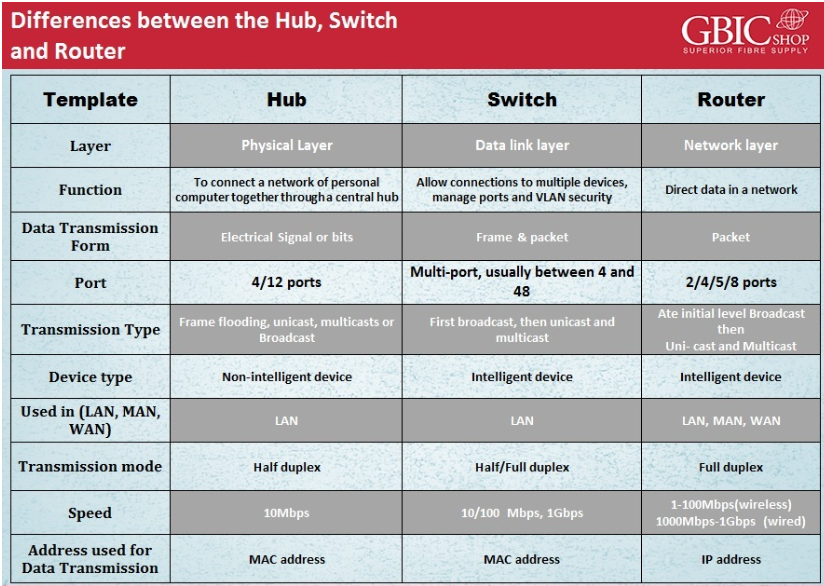 Differences between the Hub, Switch
and Router
GBIC SHOP
SUPERIOR FIBRE SUPPLY
Template
Hub
Switch
Router
Layer
Physical Layer
Data link layer
Network layer
Function
To connect a network of personal
computer together through a central hub
Allow connections to multiple devices,
manage ports and VLAN security
Direct data in a network
Data Transmission
Form
Electrical Signal or bits
Frame & packet
Packet
Port
4/12 ports
Multi-port, usually between 4 and
48
2/4/5/8 ports
Transmission Type
Frame flooding, unicast, multicasts or
Broadcast
First broadcast, then unicast and
multicast
Ate initial level Broadcast
then
Uni- cast and Multicast
Device type
Non-intelligent device
Intelligent device
Intelligent device
Used in (LAN, MAN,
WAN)
LAN
LAN
LAN, MAN, WAN
Transmission mode
Half duplex
Half/Full duplex
Full duplex
Speed
10Mbps
10/100 Mbps, 1Gbps
1-100Mbps(wireless)
1000Mbps-1Gbps (wired)
Address used for
Data Transmission
MAC address
MAC address
IP address